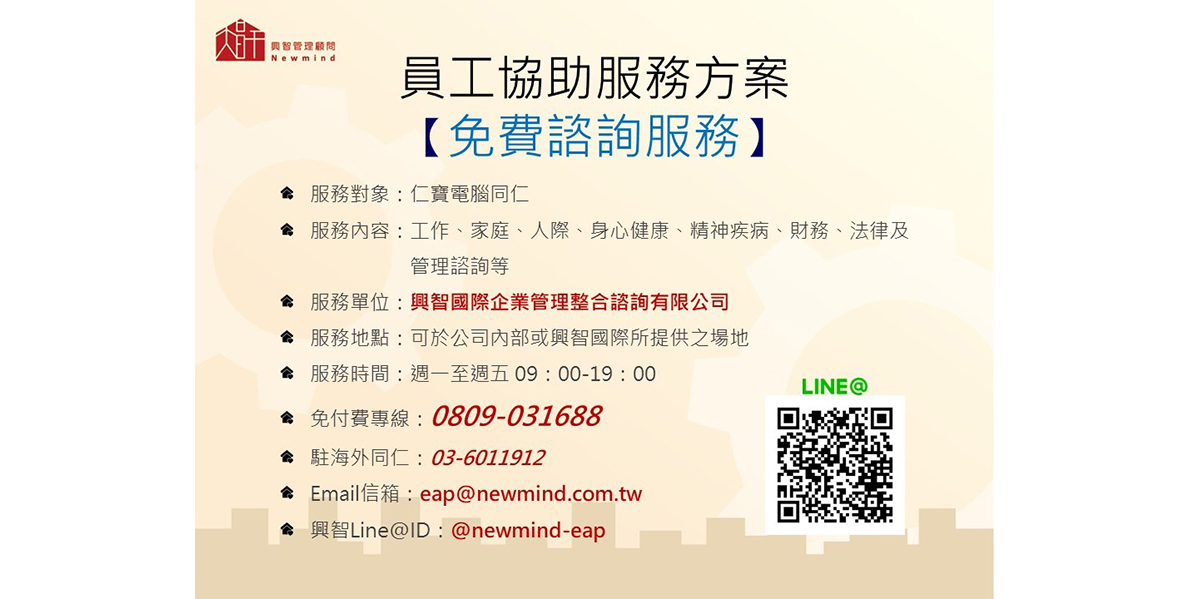 興智管理顧問
Newmind
員工協助服務方案
【免費諮詢服務】
服務對象：仁寶電腦同仁
服務內容：工作、家庭、人際、身心健康、精神疾病、財務、法律及
管理諮詢等
服務單位：興智國際企業管理整合諮詢有限公司
服務地點：可於公司內部或興智國際所提供之場地
服務時間：週一至週五 09：00-19：00
免付費專線：0809-031688
駐海外同仁：03-6011912
Email信箱：eap@newmind.com.tw
興智Line@ID：@newmind-eap
LINE@